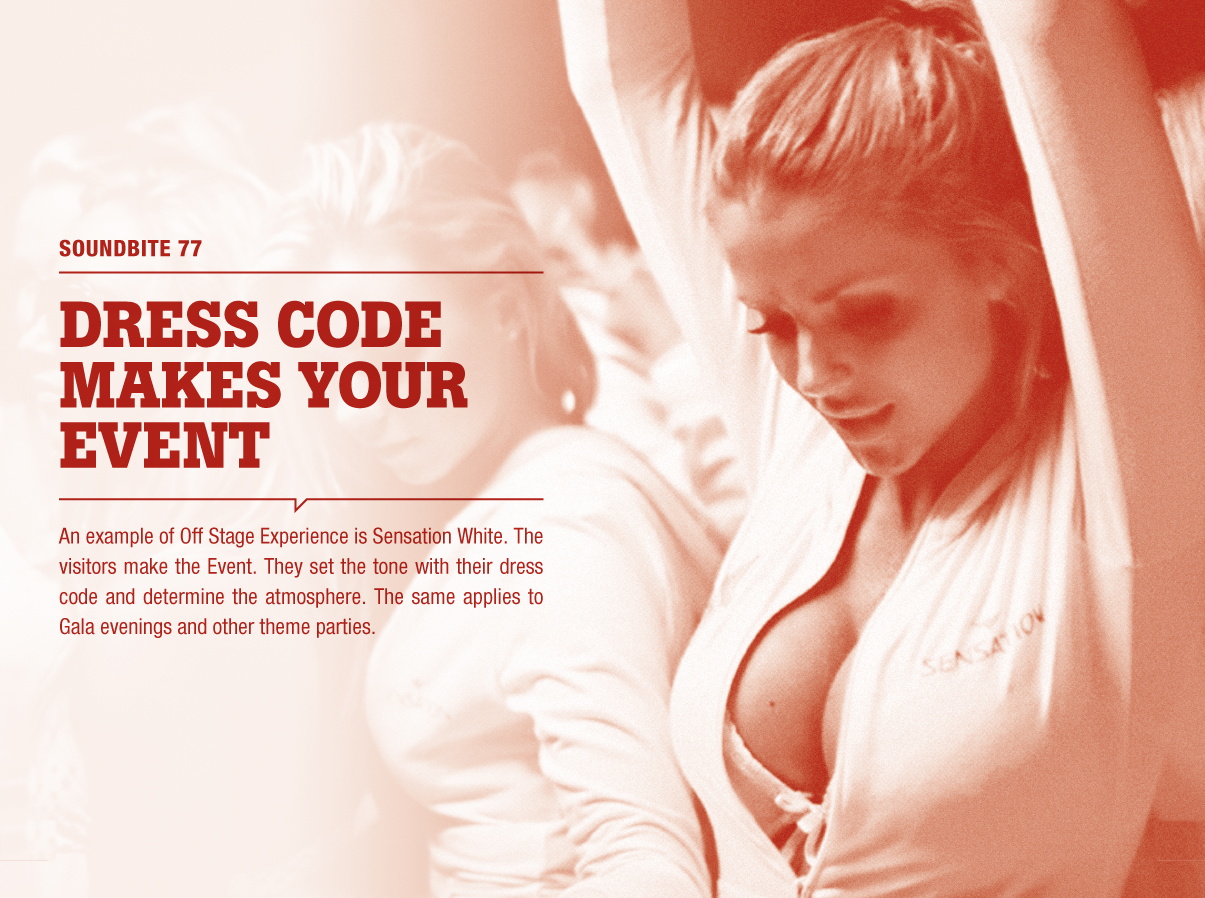 SOUNDBITE 77
DRESS CODE
MAKES YOUR
EVENT
An example of Off Stage Experience is Sensation White. The
visitors make the Event. They set the tone with their dress
code and determine the atmosphere. The same applies to
Gala evenings and other theme parties.
SENSATION